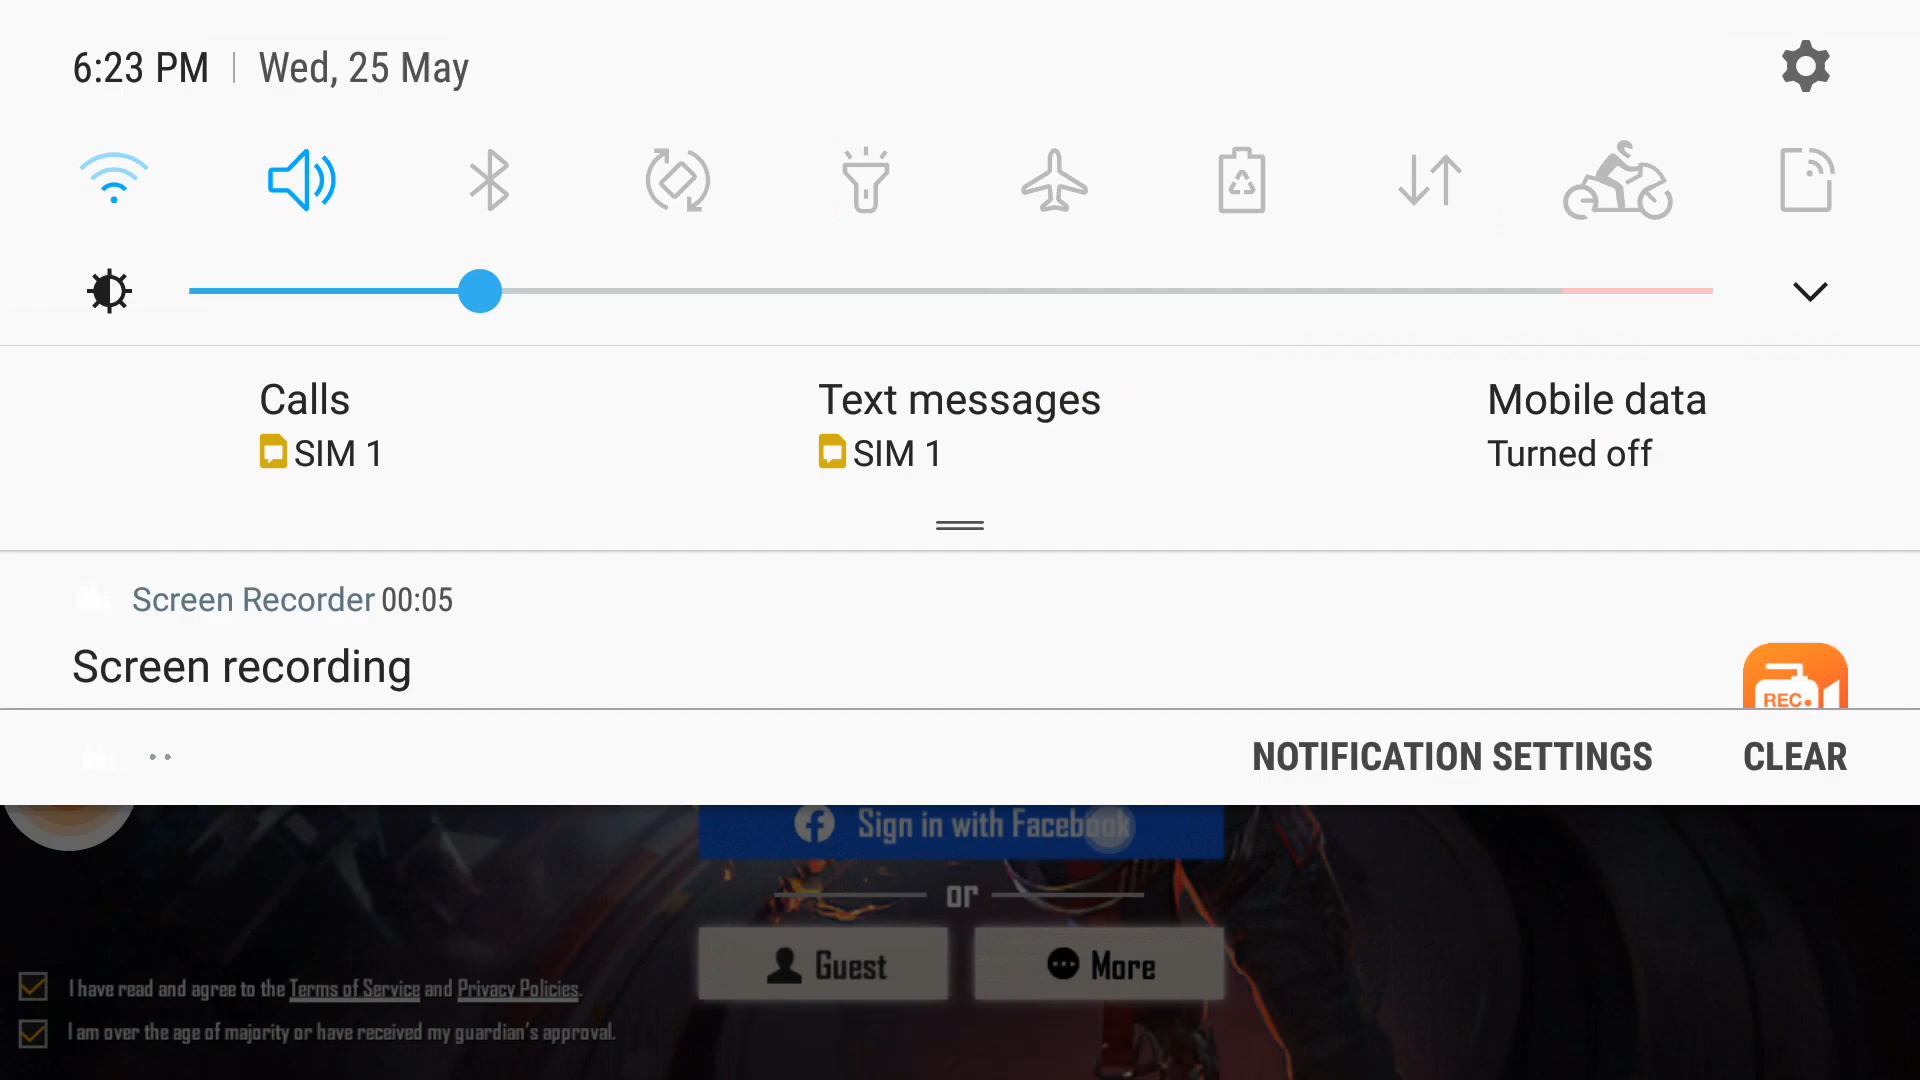 6:23 PM | Wed, 25 May
Calls
SIM 1
Text messages
SIM 1
Mobile data
Turned off
Screen Recorder 00:05
Screen recording
REC.
NOTIFICATION SETTINGS CLEAR
Sign in with Facebook
or
Guest
More
I have read and agree to the Terms of Service and Privacy Policies.
I am over the age of majority or have received my guardian's approval.